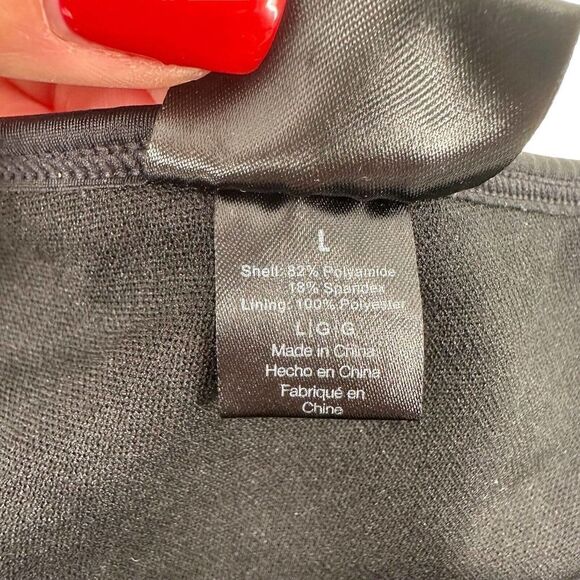 L
Shell: 82% Polyamide
18% Spandex
Lining: 100% Polyester
L|G|G
Made in China
Hecho en China
Fabriqué en
Chine